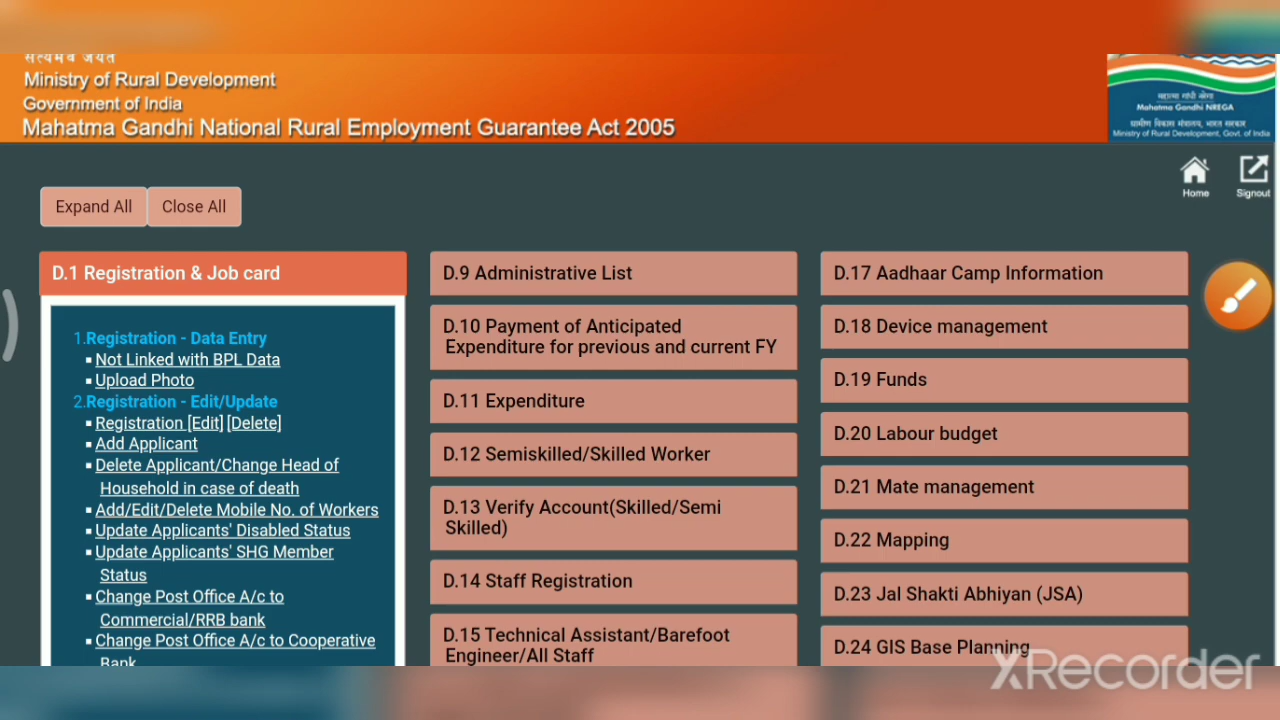 सत्यमेव जयते
Ministry of Rural Development
Government of India
Mahatma Gandhi National Rural Employment Guarantee Act 2005
महात्मा गांधी नरेगा
Mahatma Gandhi NREGA
ग्रामीण विकास मंत्रालय, भारत सरकार
Ministry of Rural Development, Govt. of India
Home
Signout
Expand All
Close All
D.1 Registration & Job card
1.Registration - Data Entry
▪ Not Linked with BPL Data
▪ Upload Photo
2.Registration - Edit/Update
▪ Registration [Edit] [Delete]
▪ Add Applicant
▪ Delete Applicant/Change Head of
Household in case of death
▪ Add/Edit/Delete Mobile No. of Workers
▪ Update Applicants' Disabled Status
▪ Update Applicants' SHG Member
Status
▪ Change Post Office A/c to
Commercial/RRB bank
▪ Change Post Office A/c to Cooperative
Bank
D.9 Administrative List
D.10 Payment of Anticipated
Expenditure for previous and current FY
D.11 Expenditure
D.12 Semiskilled/Skilled Worker
D.13 Verify Account(Skilled/Semi
Skilled)
D.14 Staff Registration
D.15 Technical Assistant/Barefoot
Engineer/All Staff
D.17 Aadhaar Camp Information
D.18 Device management
D.19 Funds
D.20 Labour budget
D.21 Mate management
D.22 Mapping
D.23 Jal Shakti Abhiyan (JSA)
D.24 GIS Base Planning
XRecorder